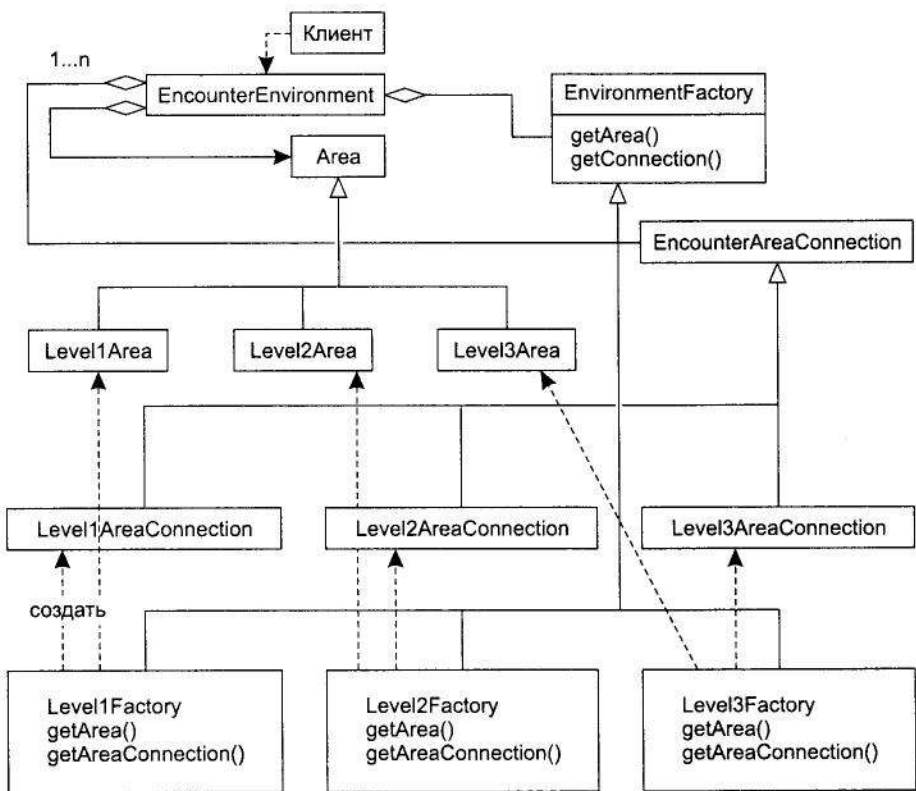 Клиент
1...n
EncounterEnvironment
EnvironmentFactory
getArea()
getConnection()
Area
EncounterAreaConnection
Level1Area
Level2Area
Level3Area
Level1AreaConnection
Level2AreaConnection
Level3AreaConnection
создать
Level1Factory
getArea()
getAreaConnection()
Level2Factory
getArea()
getAreaConnection()
Level3Factory
getArea()
getAreaConnection()